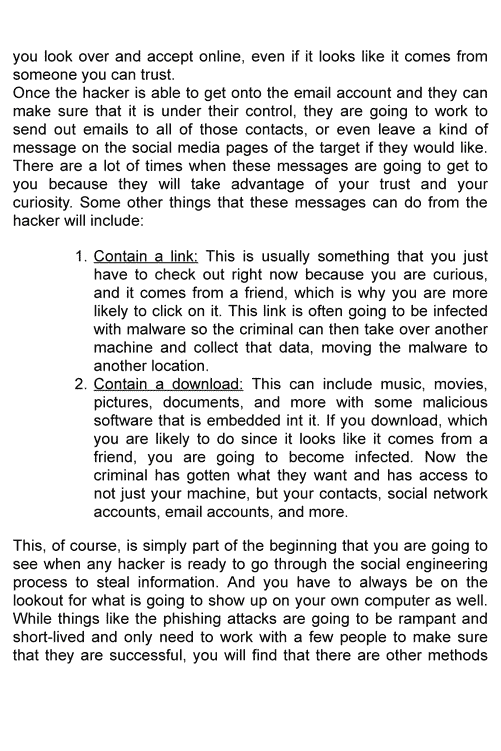 you look over and accept online, even if it looks like it comes from
someone you can trust.
Once the hacker is able to get onto the email account and they can
make sure that it is under their control, they are going to work to
send out emails to all of those contacts, or even leave a kind of
message on the social media pages of the target if they would like.
There are a lot of times when these messages are going to get to
you because they will take advantage of your trust and your
curiosity. Some other things that these messages can do from the
hacker will include:
1. Contain a link: This is usually something that you just
have to check out right now because you are curious,
and it comes from a friend, which is why you are more
likely to click on it. This link is often going to be infected
with malware so the criminal can then take over another
machine and collect that data, moving the malware to
another location.
2. Contain a download: This can include music, movies,
pictures, documents, and more with some malicious
software that is embedded int it. If you download, which
you are likely to do since it looks like it comes from a
friend, you are going to become infected. Now the
criminal has gotten what they want and has access to
not just your machine, but your contacts, social network
accounts, email accounts, and more.
This, of course, is simply part of the beginning that you are going to
see when any hacker is ready to go through the social engineering
process to steal information. And you have to always be on the
lookout for what is going to show up on your own computer as well.
While things like the phishing attacks are going to be rampant and
short-lived and only need to work with a few people to make sure
that they are successful, you will find that there are other methods